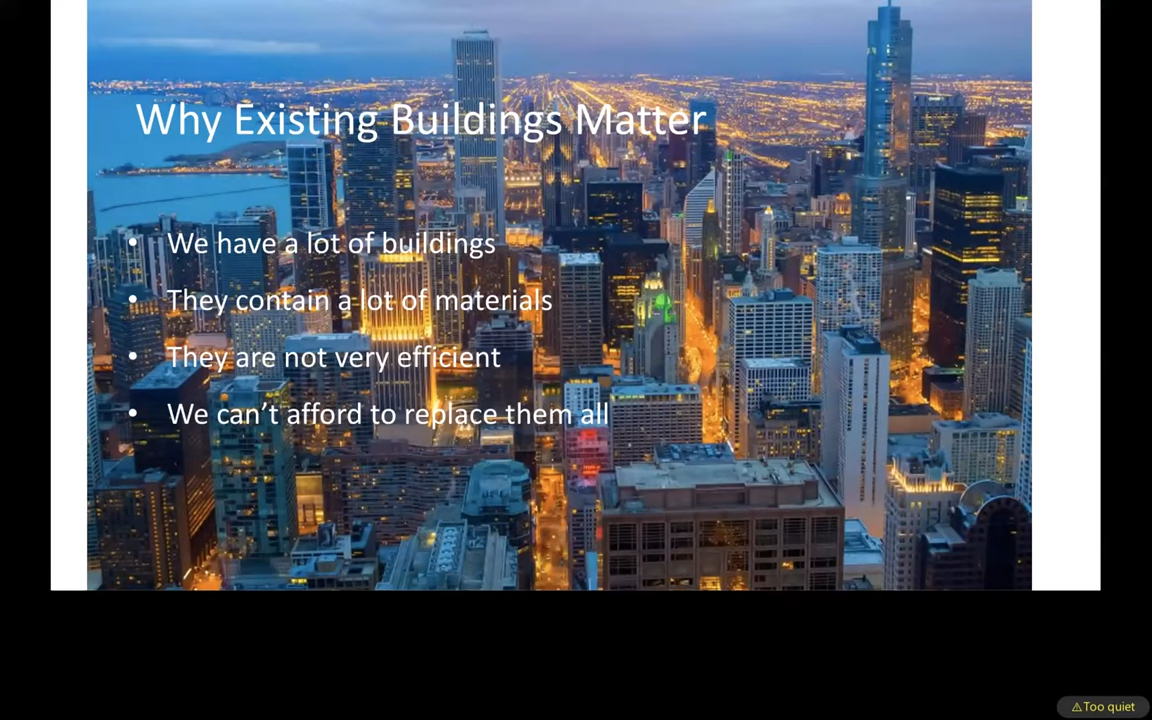 Why Existing Buildings Matter
• We have a lot of buildings
• They contain a lot of materials
• They are not very efficient
• We can’t afford to replace them all
⚠Too quiet